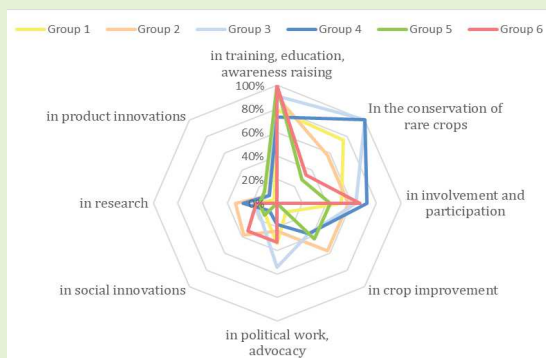 Group 1 Group 2 Group 3 Group 4 Group 5 Group 6
in training, education,
awareness raising
100%
80%
60%
40%
20%
in product innovations
In the conservation of
rare crops
in research
in involvement and
participation
in social innovations
in crop improvement
in political work,
advocacy